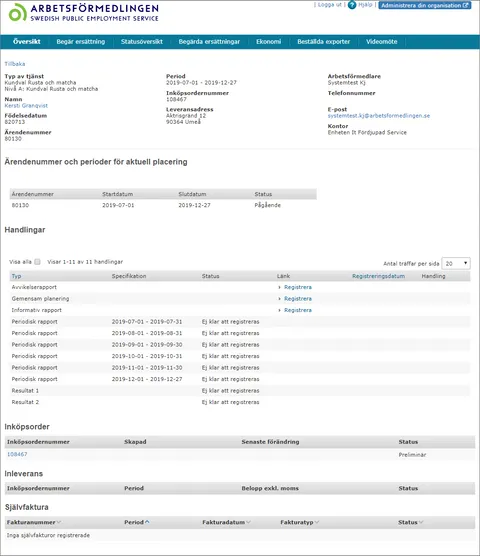 ARBETSFÖRMEDLINGEN
SWEDISH PUBLIC EMPLOYMENT SERVICE
| Logga ut | ? Hjälp | Administrera din organisation
Översikt Begär ersättning Statusöversikt Begärda ersättningar Ekonomi Beställda exporter Videomöte
Tillbaka
Typ av tjänst
Kundval Rusta och matcha
Nivå A: Kundval Rusta och matcha
Namn
Kersti Granqvist
Födelsedatum
820713
Ärendenummer
80130
Period
2019-07-01 - 2019-12-27
Inköpsordernummer
108467
Leveransadress
Aktrisgränd 12
90364 Umeå
Arbetsförmedlare
Systemtest Kj
Telefonnummer
E-post
systemtest.kj@arbetsformedlingen.se
Kontor
Enheten It Fördjupad Service
Ärendenummer och perioder för aktuell placering
Ärendenummer Startdatum Slutdatum Status
80130 2019-07-01 2019-12-27 Pågående
Handlingar
Visa alla Visar 1-11 av 11 handlingar Antal träffar per sida 20
Typ Specifikation Status Länk Registreringsdatum Handling
Avvikelserapport Registrera
Gemensam planering Registrera
Informativ rapport Registrera
Periodisk rapport 2019-07-01 - 2019-07-31 Ej klar att registreras
Periodisk rapport 2019-08-01 - 2019-08-31 Ej klar att registreras
Periodisk rapport 2019-09-01 - 2019-09-30 Ej klar att registreras
Periodisk rapport 2019-10-01 - 2019-10-31 Ej klar att registreras
Periodisk rapport 2019-11-01 - 2019-11-30 Ej klar att registreras
Periodisk rapport 2019-12-01 - 2019-12-27 Ej klar att registreras
Resultat 1 Ej klar att registreras
Resultat 2 Ej klar att registreras
Inköpsorder
Inköpsordernummer Skapad Senaste förändring Status
108467 Preliminär
Inleverans
Inköpsordernummer Period Belopp exkl. moms Status
Självfaktura
Fakturanummer Period Fakturadatum Fakturatyp Status
Inga självfakturor registrerade